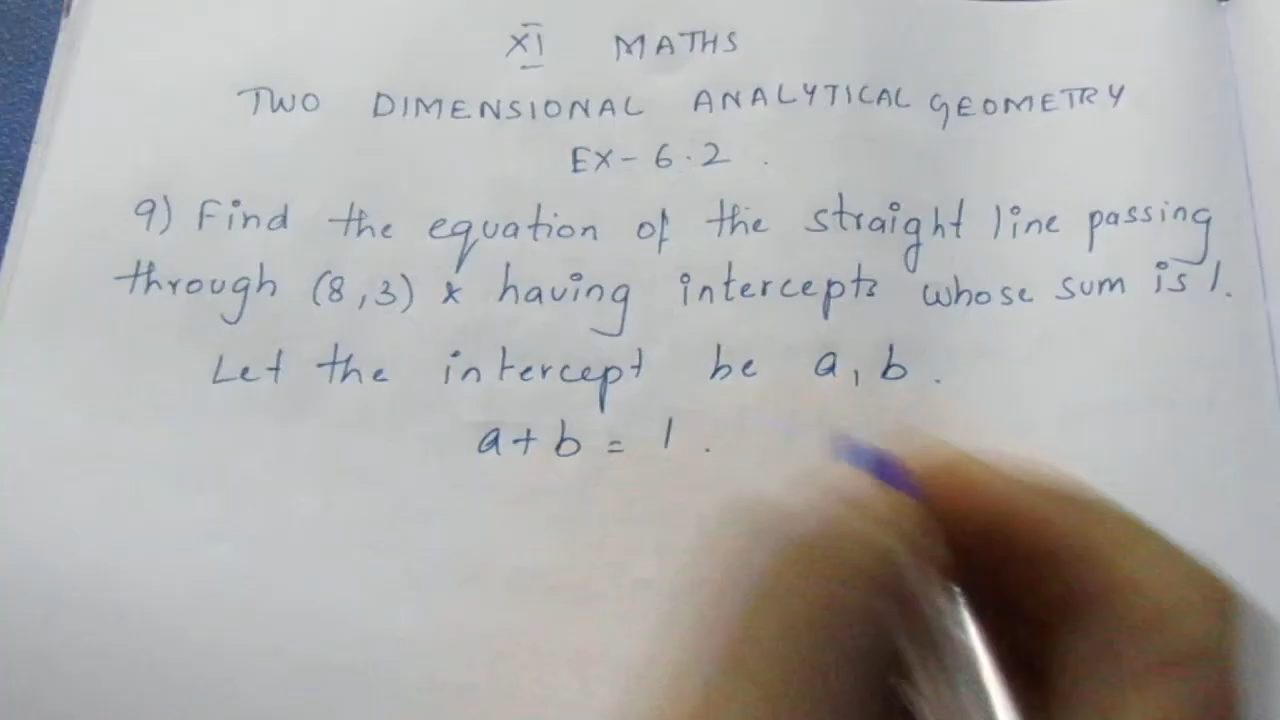 XI MATHS
TWO DIMENSIONAL ANALYTICAL GEOMETRY
EX-6.2.
9) Find the equation of the straight line passing
through (8,3) & having intercepts whose sum is 1.
Let the intercept be a, b.
a+b = 1.